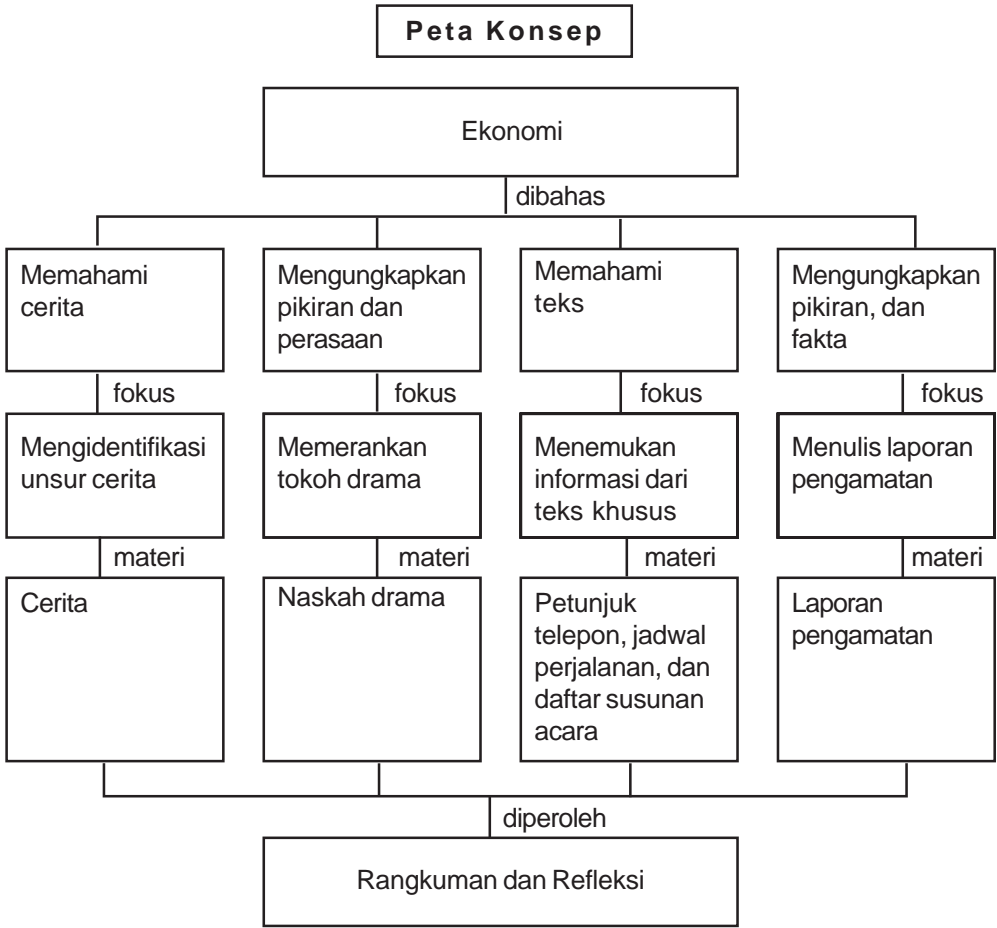 Peta Konsep
Ekonomi
dibahas
Memahami
cerita
Mengungkapkan
pikiran dan
perasaan
Memahami
teks
Mengungkapkan
pikiran, dan
fakta
fokus
fokus
fokus
fokus
Mengidentifikasi
unsur cerita
Memerankan
tokoh drama
Menemukan
informasi dari
teks khusus
Menulis laporan
pengamatan
materi
materi
materi
materi
Cerita
Naskah drama
Petunjuk
telepon, jadwal
perjalanan, dan
daftar susunan
acara
Laporan
pengamatan
diperoleh
Rangkuman dan Refleksi